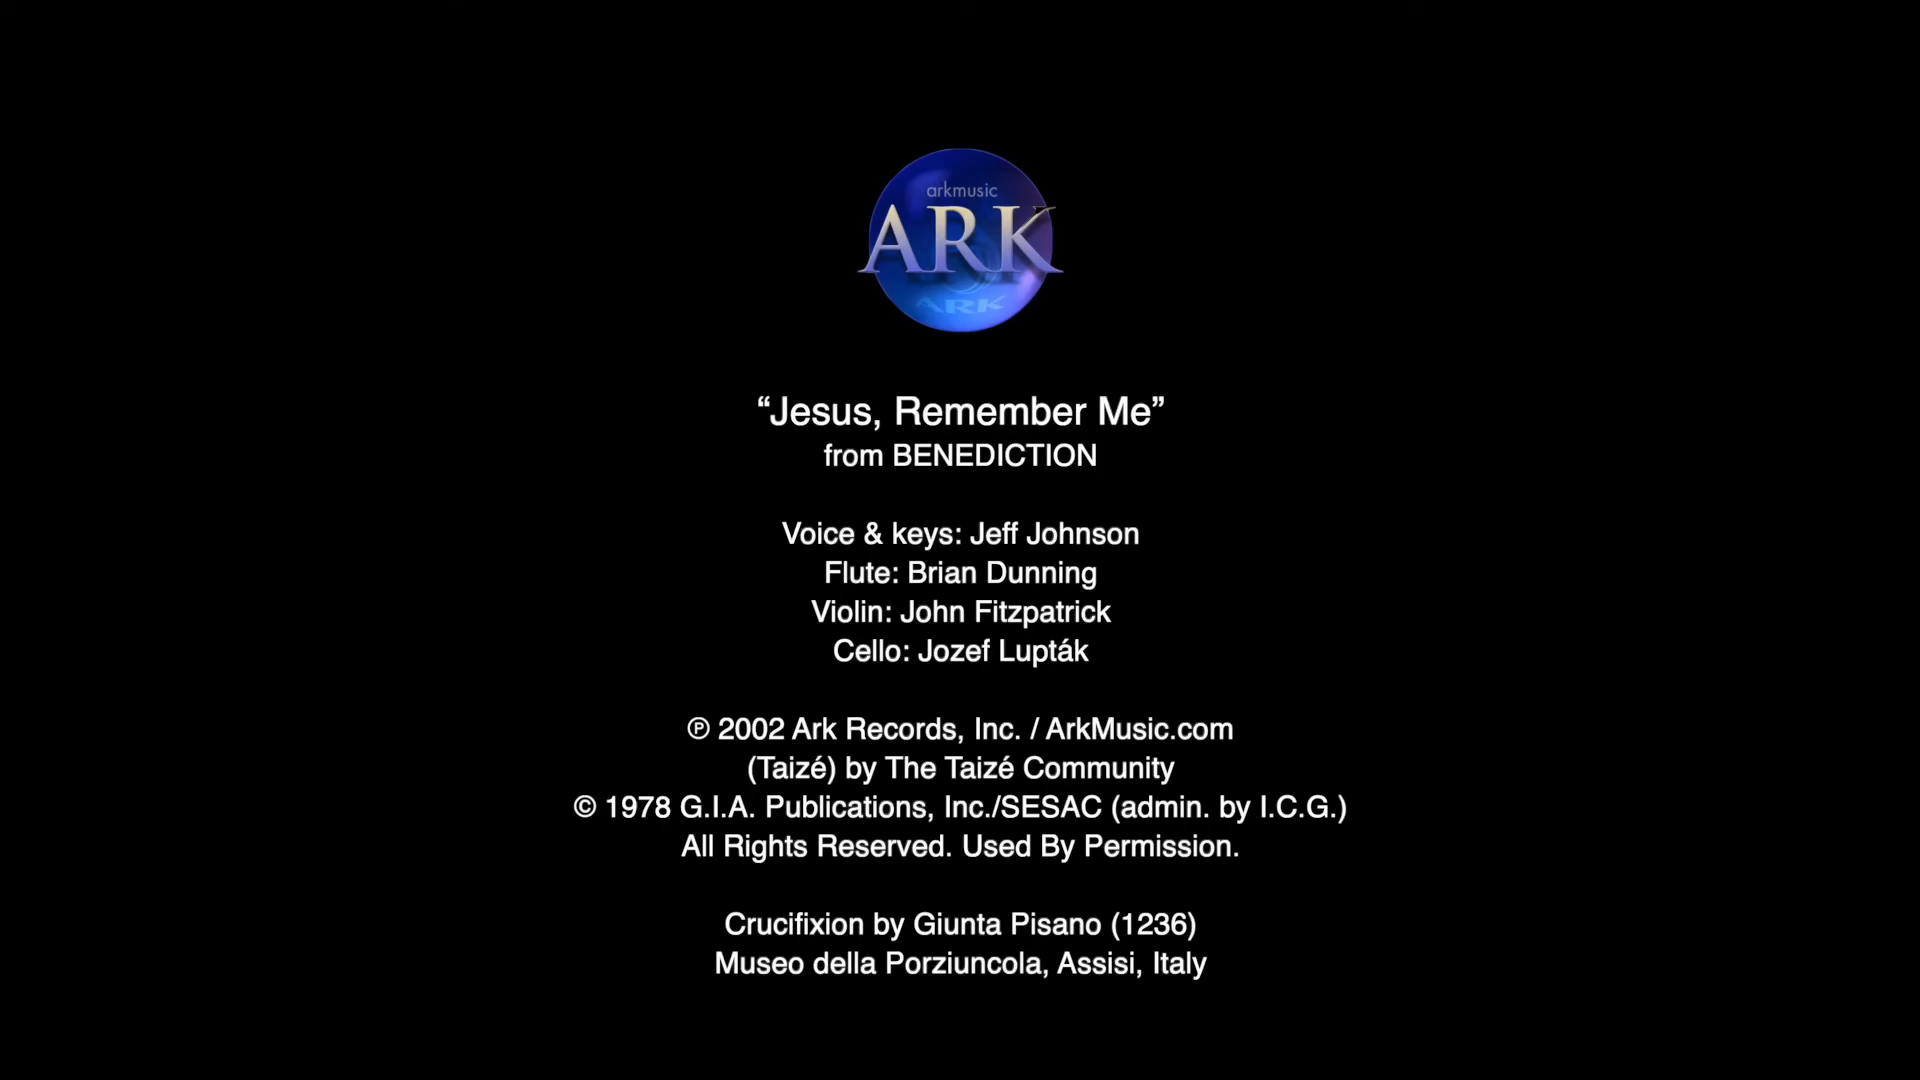 arkmusic
ARK
ARK
“Jesus, Remember Me”
from BENEDICTION
Voice & keys: Jeff Johnson
Flute: Brian Dunning
Violin: John Fitzpatrick
Cello: Jozef Lupták
℗ 2002 Ark Records, Inc. / ArkMusic.com
(Taizé) by The Taizé Community
© 1978 G.I.A. Publications, Inc./SESAC (admin. by I.C.G.)
All Rights Reserved. Used By Permission.
Crucifixion by Giunta Pisano (1236)
Museo della Porziuncola, Assisi, Italy